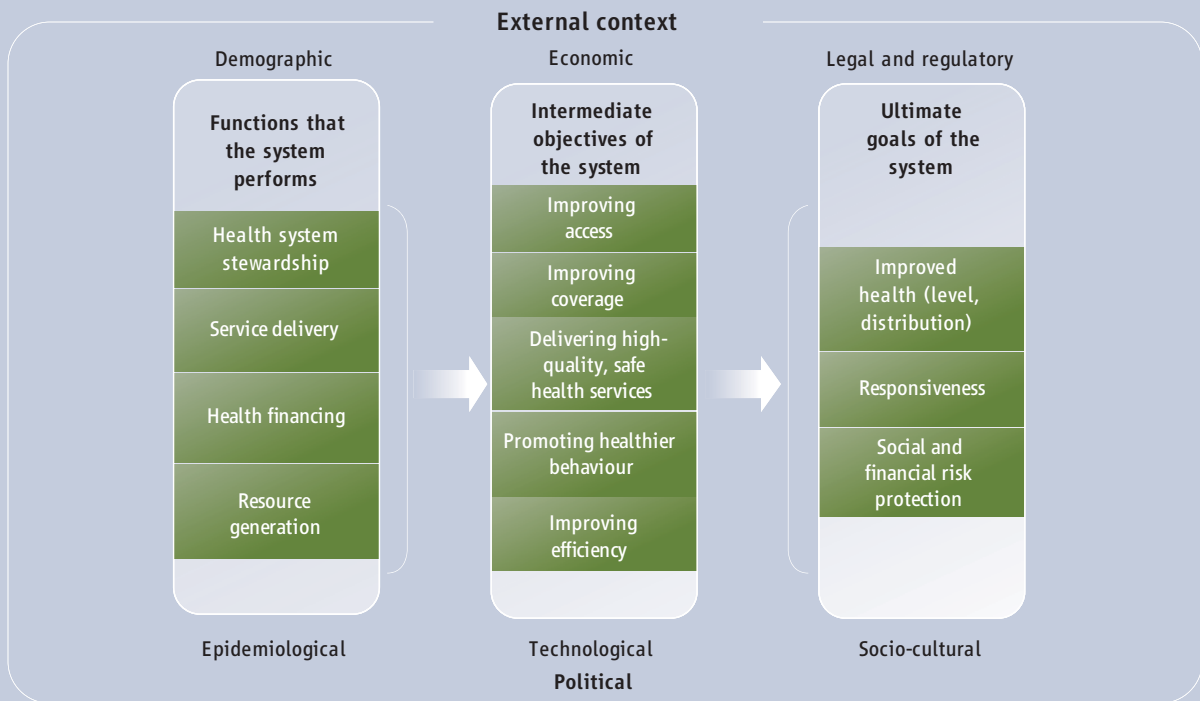 External context
Demographic
Economic
Legal and regulatory
Functions that
the system
performs
Health system
stewardship
Service delivery
Health financing
Resource
generation
Intermediate
objectives of
the system
Improving
access
Improving
coverage
Delivering high-
quality, safe
health services
Promoting healthier
behaviour
Improving
efficiency
Ultimate
goals of the
system
Improved
health (level,
distribution)
Responsiveness
Social and
financial risk
protection
Epidemiological
Technological
Socio-cultural
Political